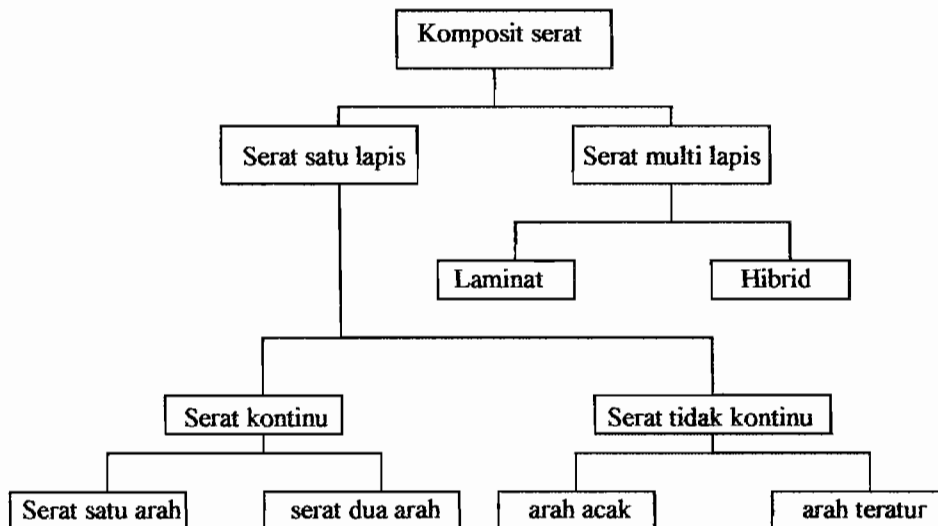 Komposit serat
Serat satu lapis
Serat multi lapis
Laminat
Hibrid
Serat kontinu
Serat tidak kontinu
Serat satu arah
serat dua arah
arah acak
arah teratur